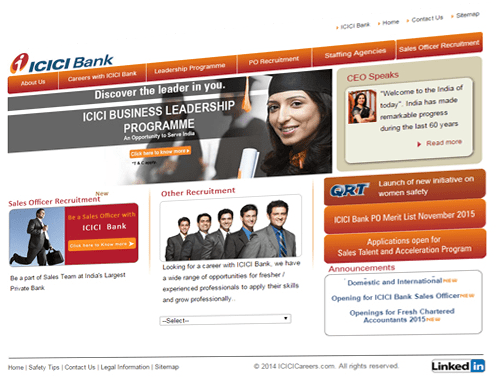 ICICI Bank
Home
Contact Us
Sitemap
ICICI Bank
About Us
Careers with ICICI Bank
Leadership Programme
PO Recruitment
Staffing Agencies
Sales Officer Recruitment
Discover the leader in you.
ICICI BUSINESS LEADERSHIP
PROGRAMME
An Opportunity to Serve India
Click here to know more
CEO Speaks
"Welcome to the India of
today". India has made
remarkable progress
during the last 60 years
Read more
New
Sales Officer Recruitment
Be a Sales Officer with
ICICI Bank
Click here to Know more
Be a part of Sales Team at India's Largest
Private Bank
Other Recruitment
Looking for a career with ICICI Bank, we have
a wide range of opportunities for fresher /
experienced professionals to apply their skills
and grow professionally .
--Select--
QRT
Launch of new initiative on
women safety
ICICI Bank PO Merit List November 2015
Applications open for
Sales Talent and Acceleration Program
Announcements
Domestic and International NEW
Opening for ICICI Bank Sales Officer NEW
Openings for Fresh Chartered
Accountants 2015 NEW
Home | Safety Tips | Contact Us | Legal Information | Sitemap
© 2014 ICICICareers.com. All rights reserved.
Linked in